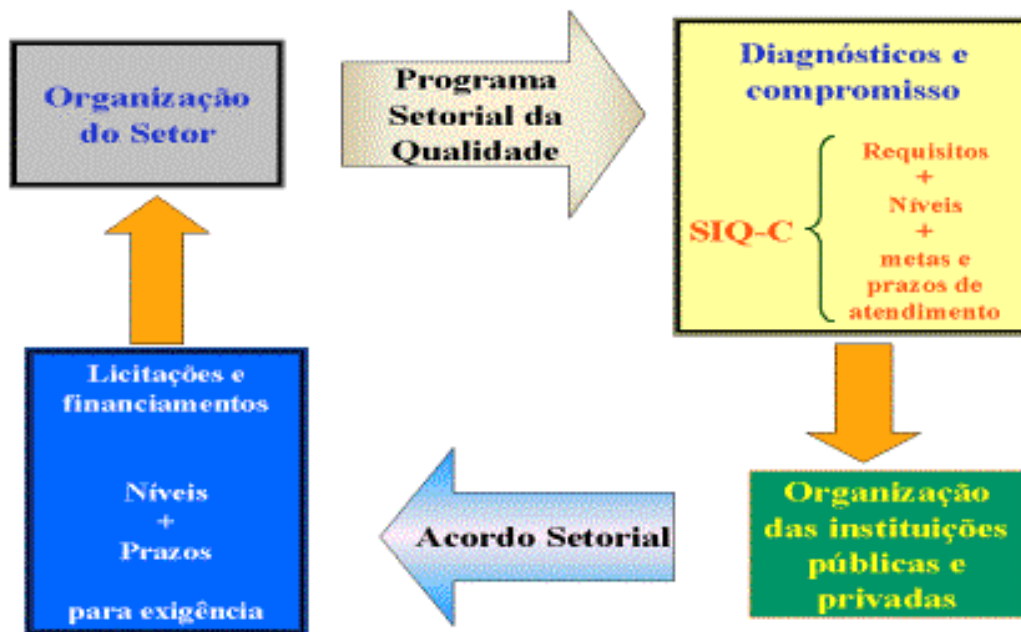 Organização
do Setor
Programa
Setorial da
Qualidade
Diagnósticos e
compromisso
SIQ-C
Requisitos
+
Níveis
+
metas e
prazos de
atendimento
Licitações e
financiamentos
Níveis
+
Prazos
para exigência
Acordo Setorial
Organização
das instituições
públicas e
privadas